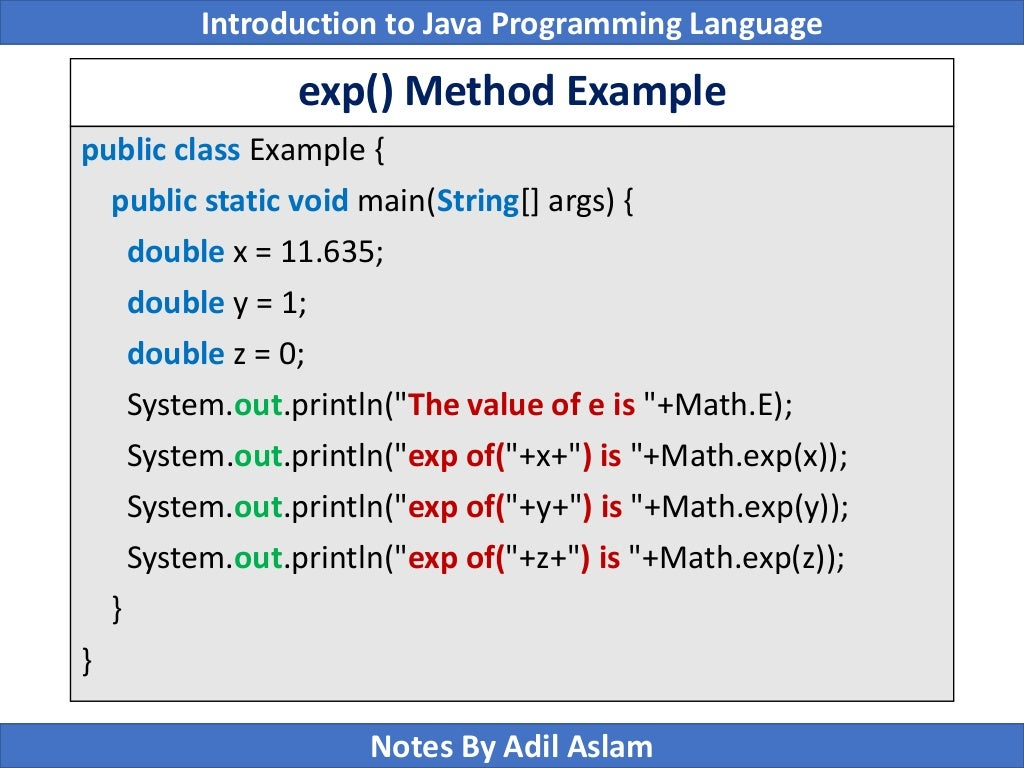 Introduction to Java Programming Language
exp() Method Example
public class Example {
public static void main(String[] args) {
double x = 11.635;
double y = 1;
double z = 0;
System.out.println("The value of e is "+Math.E);
System.out.println("exp of("+x+") is "+Math.exp(x));
System.out.println("exp of("+y+") is "+Math.exp(y));
System.out.println("exp of("+z+") is "+Math.exp(z));
}
}
Notes By Adil Aslam